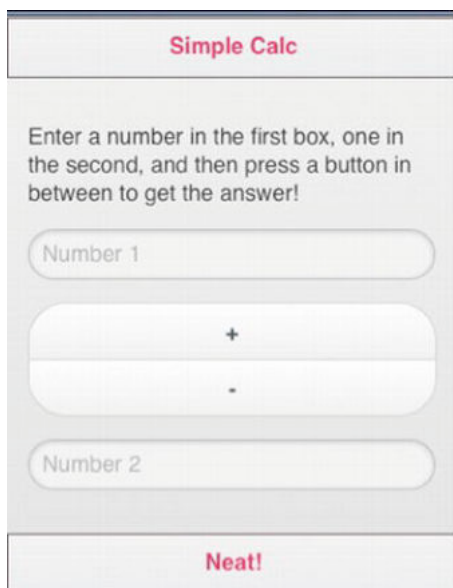 Simple Calc
Enter a number in the first box, one in
the second, and then press a button in
between to get the answer!
Number 1
+
-
Number 2
Neat!